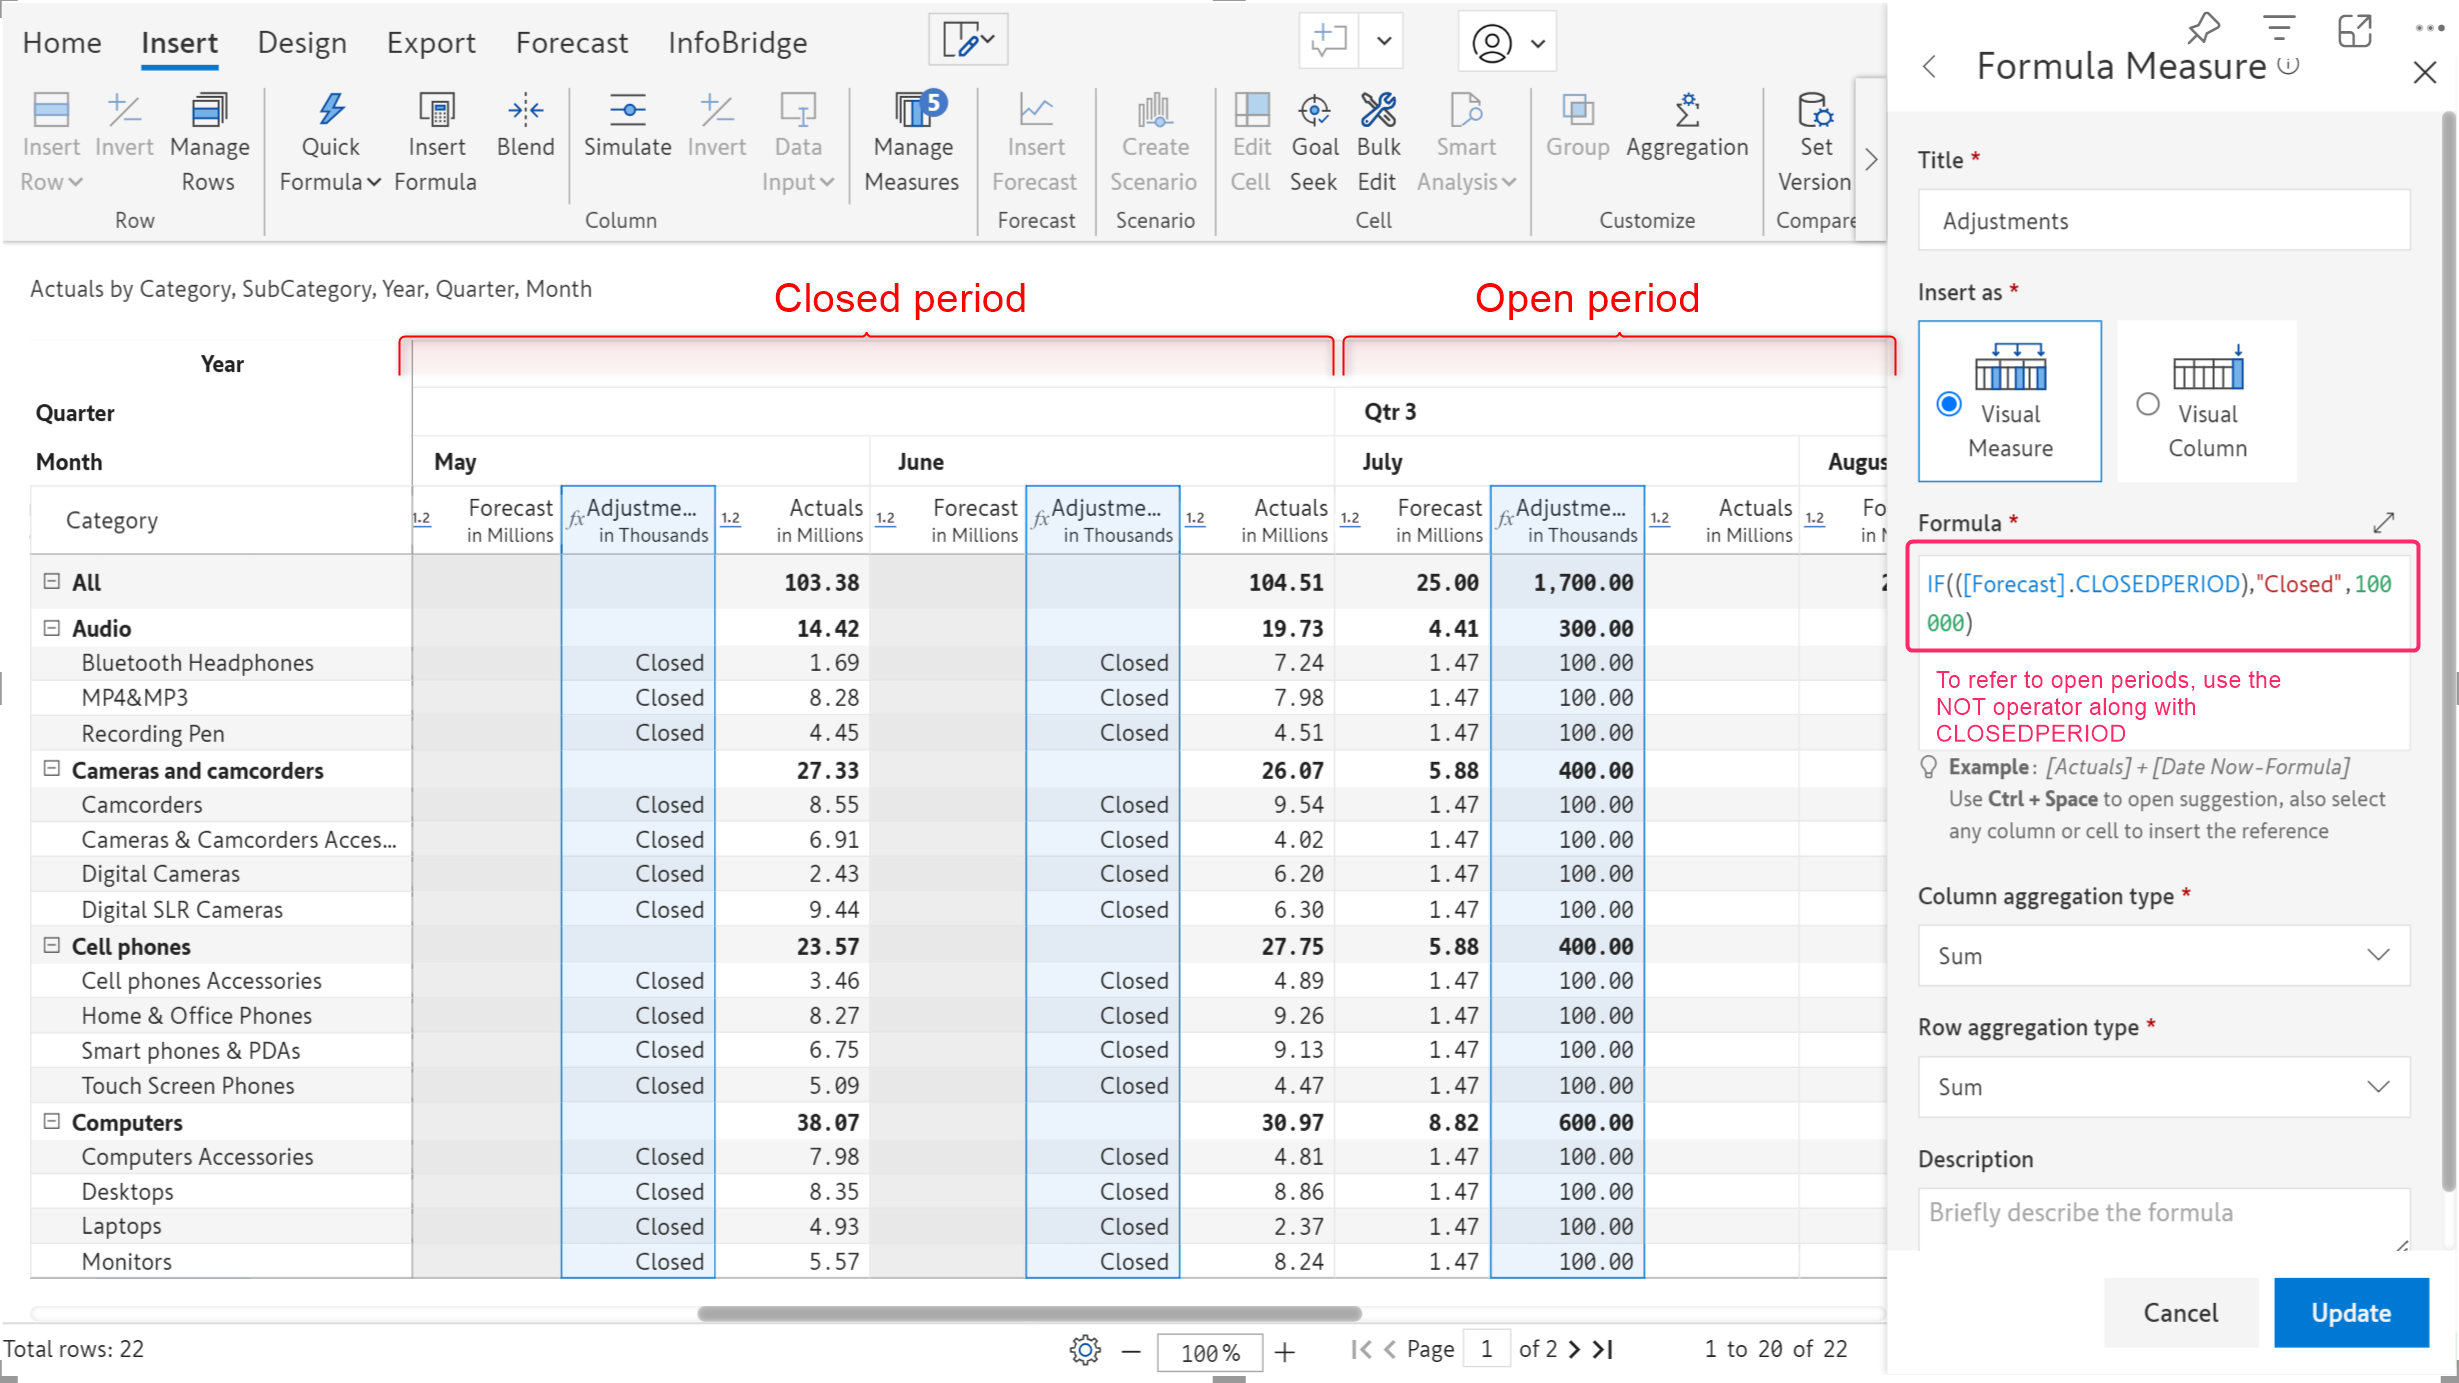 Home Insert Design Export Forecast InfoBridge
Insert Row Invert Manage Rows
Quick Formula Insert Formula Blend Simulate Invert Data Input
Manage Measures 5
Insert Forecast
Create Scenario
Edit Cell Goal Seek Bulk Edit Smart Analysis
Group Aggregation
Set Version
Row Column Forecast Scenario Cell Customize Compare
Actuals by Category, SubCategory, Year, Quarter, Month
Closed period Open period
Year
Quarter Qtr 3
Month May June July Augus
Category 1.2 Forecast in Millions fx Adjustme... in Thousands 1.2 Actuals in Millions 1.2 Forecast in Millions fx Adjustme... in Thousands 1.2 Actuals in Millions 1.2 Forecast in Millions fx Adjustme... in Thousands 1.2 Actuals in Millions 1.2 Fo
All 103.38 104.51 25.00 1,700.00
Audio 14.42 19.73 4.41 300.00
Bluetooth Headphones Closed 1.69 Closed 7.24 1.47 100.00
MP4&MP3 Closed 8.28 Closed 7.98 1.47 100.00
Recording Pen Closed 4.45 Closed 4.51 1.47 100.00
Cameras and camcorders 27.33 26.07 5.88 400.00
Camcorders Closed 8.55 Closed 9.54 1.47 100.00
Cameras & Camcorders Acces... Closed 6.91 Closed 4.02 1.47 100.00
Digital Cameras Closed 2.43 Closed 6.20 1.47 100.00
Digital SLR Cameras Closed 9.44 Closed 6.30 1.47 100.00
Cell phones 23.57 27.75 5.88 400.00
Cell phones Accessories Closed 3.46 Closed 4.89 1.47 100.00
Home & Office Phones Closed 8.27 Closed 9.26 1.47 100.00
Smart phones & PDAs Closed 6.75 Closed 9.13 1.47 100.00
Touch Screen Phones Closed 5.09 Closed 4.47 1.47 100.00
Computers 38.07 30.97 8.82 600.00
Computers Accessories Closed 7.98 Closed 4.81 1.47 100.00
Desktops Closed 8.35 Closed 8.86 1.47 100.00
Laptops Closed 4.93 Closed 2.37 1.47 100.00
Monitors Closed 5.57 Closed 8.24 1.47 100.00
Total rows: 22 100% Page 1 of 2 1 to 20 of 22
Formula Measure
Title *
Adjustments
Insert as *
Visual Measure
Visual Column
Formula *
IF(([Forecast].CLOSEDPERIOD),"Closed",100
000)
To refer to open periods, use the
NOT operator along with
CLOSEDPERIOD
Example: [Actuals] + [Date Now-Formula]
Use Ctrl + Space to open suggestion, also select
any column or cell to insert the reference
Column aggregation type *
Sum
Row aggregation type *
Sum
Description
Briefly describe the formula
Cancel Update